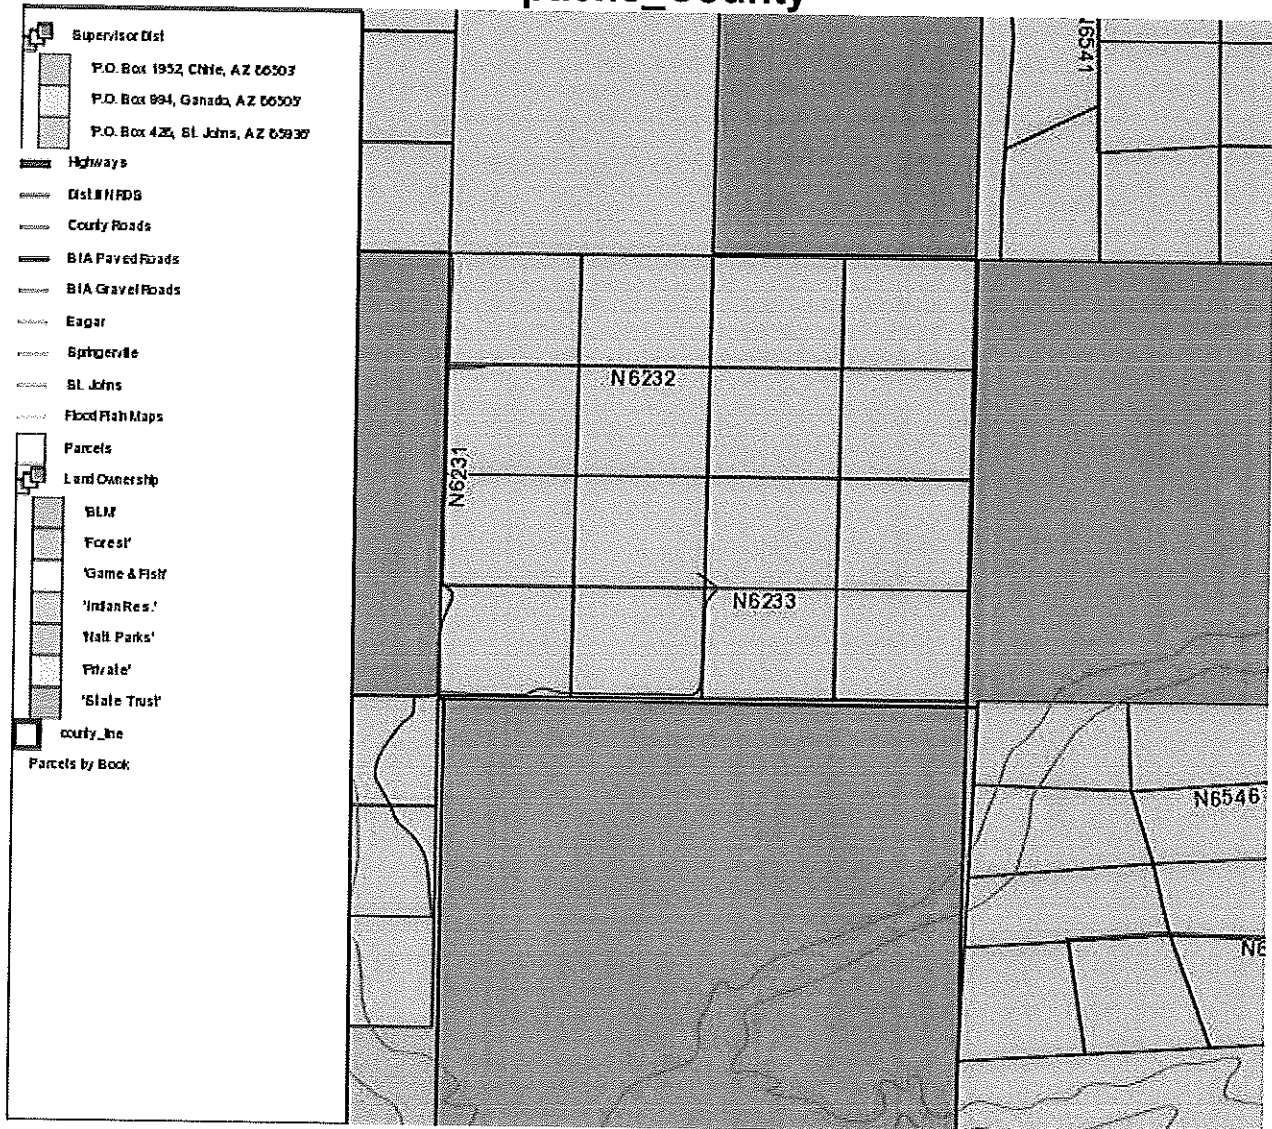 Supervisor Dist
'P.O. Box 1952, Chinle, AZ 86503'
'P.O. Box 994, Ganado, AZ 86505'
'P.O. Box 428, St. Johns, AZ 85936'
Highways
County Roads
BIA Paved Roads
BIA Gravel Roads
Eagar
Springerville
St. Johns
Flood Plain Maps
Parcels
Land Ownership
'BLM'
'Forest'
'Game & Fish'
'Indian Res.'
'Natl. Parks'
'Private'
'State Trust'
county_line
Parcels by Book
N6541
N6232
N6231
N6233
N6546